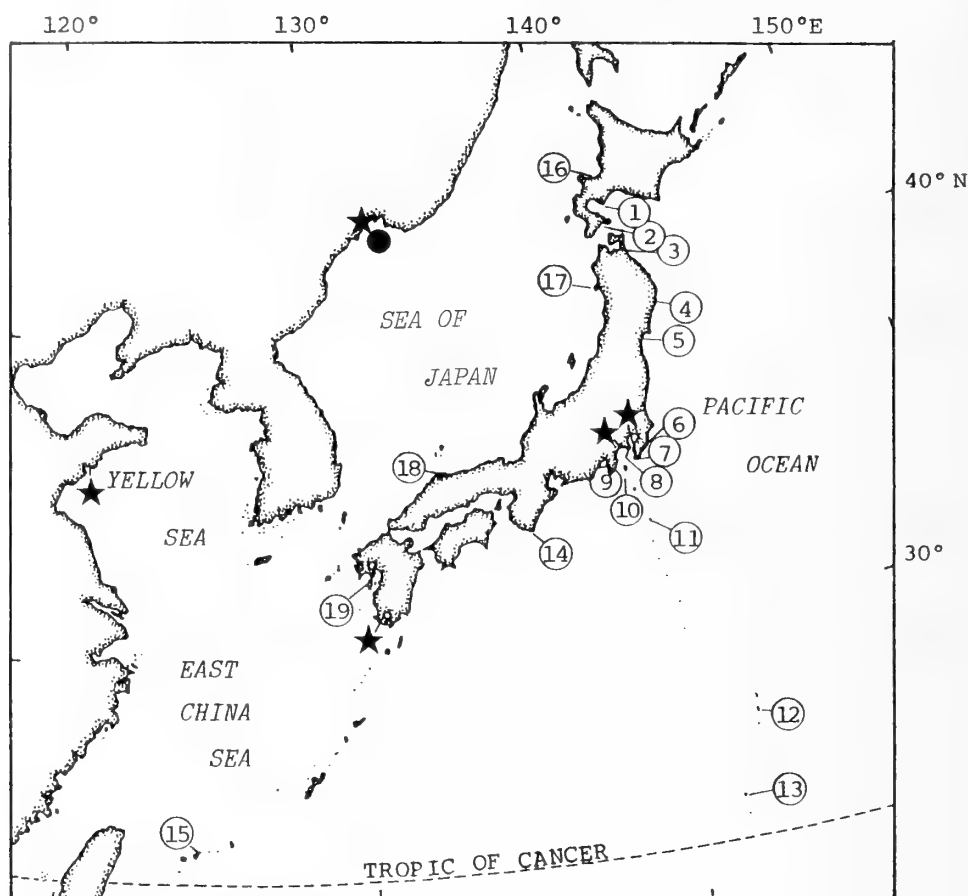 120°
130°
140°
150°E
16
40°N
1
2
3
17
4
SEA OF
5
JAPAN
PACIFIC
6
OCEAN
7
YELLOW
18
9
8
10
SEA
11
14
30°
19
EAST
CHINA
12
SEA
13
15
TROPIC OF CANCER